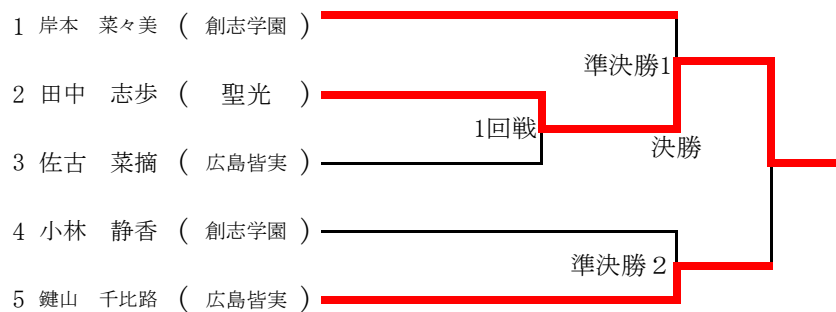 1 岸本 菜々美 ( 創志学園 )
準決勝1
2 田中 志歩 ( 聖光 )
1回戦
決勝
3 佐古 菜摘 ( 広島皆実 )
4 小林 静香 ( 創志学園 )
準決勝２
5 鍵山 千比路 ( 広島皆実 )